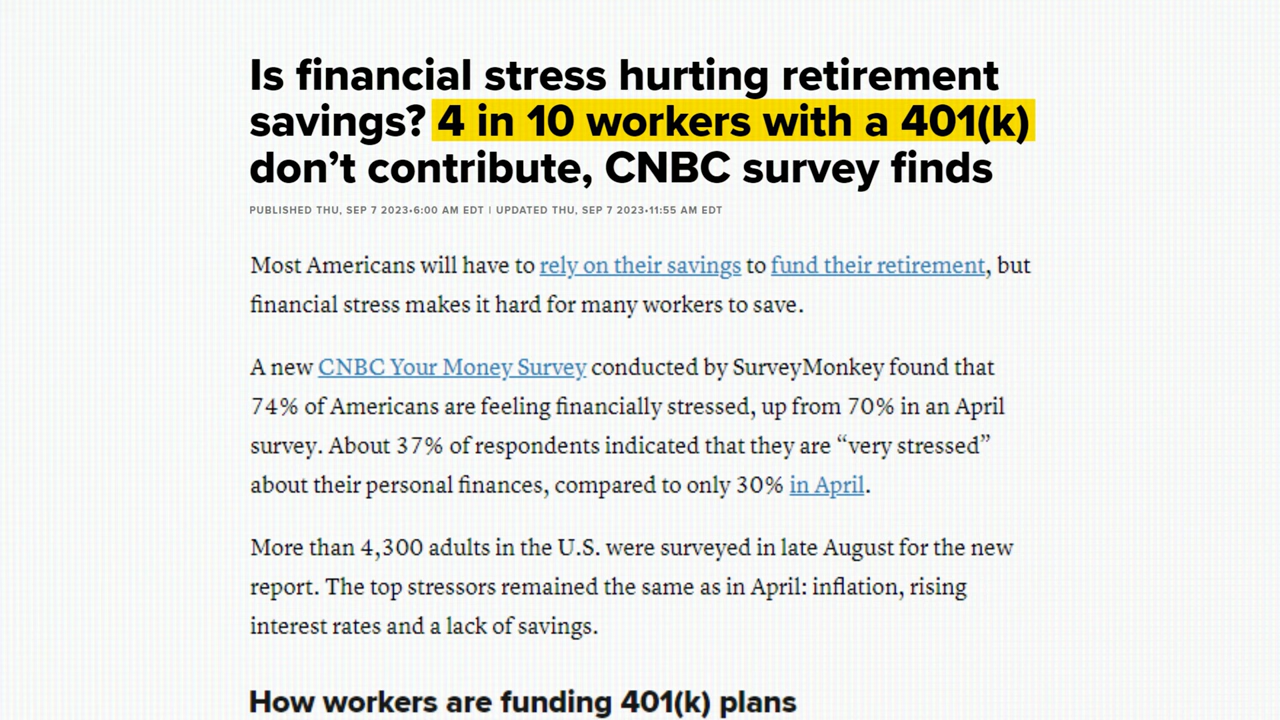 Is financial stress hurting retirement
savings? 4 in 10 workers with a 401(k)
don’t contribute, CNBC survey finds
PUBLISHED THU, SEP 7 2023•6:00 AM EDT | UPDATED THU, SEP 7 2023•11:55 AM EDT
Most Americans will have to rely on their savings to fund their retirement, but
financial stress makes it hard for many workers to save.
A new CNBC Your Money Survey conducted by SurveyMonkey found that
74% of Americans are feeling financially stressed, up from 70% in an April
survey. About 37% of respondents indicated that they are “very stressed”
about their personal finances, compared to only 30% in April.
More than 4,300 adults in the U.S. were surveyed in late August for the new
report. The top stressors remained the same as in April: inflation, rising
interest rates and a lack of savings.
How workers are funding 401(k) plans